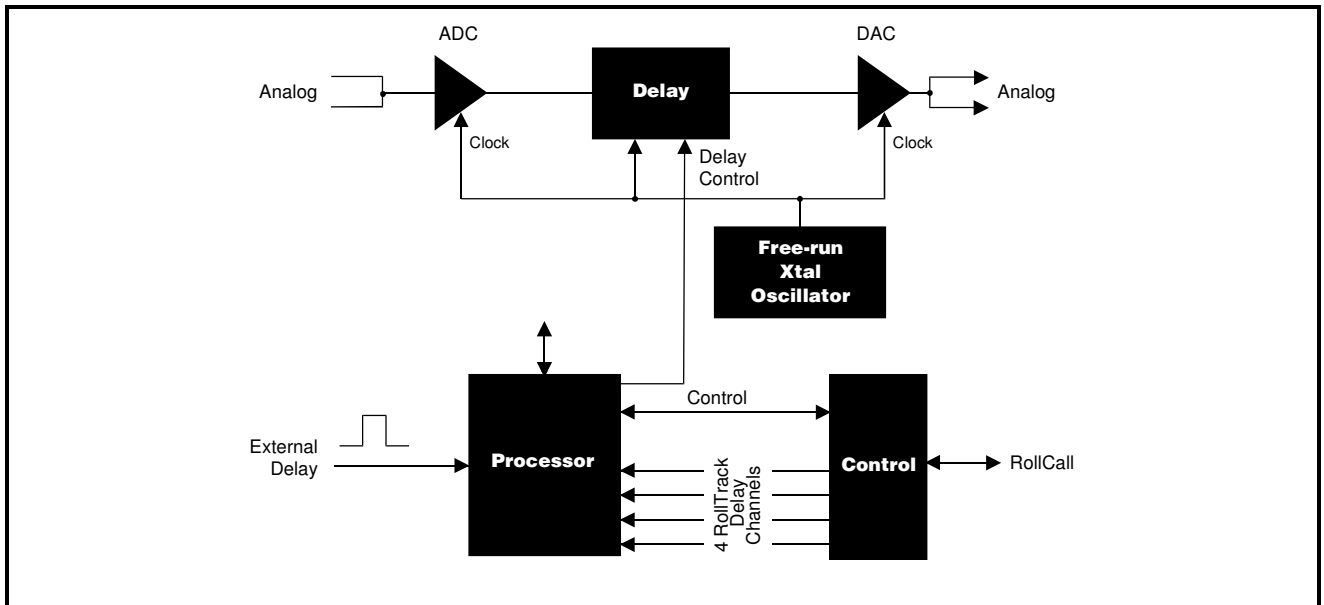 ADC
DAC
Analog
Delay
Analog
Clock
Clock
Delay
Control
Free-run
Xtal
Oscillator
Control
External
Delay
Processor
4 RollTrack
Delay
Channels
Control
RollCall